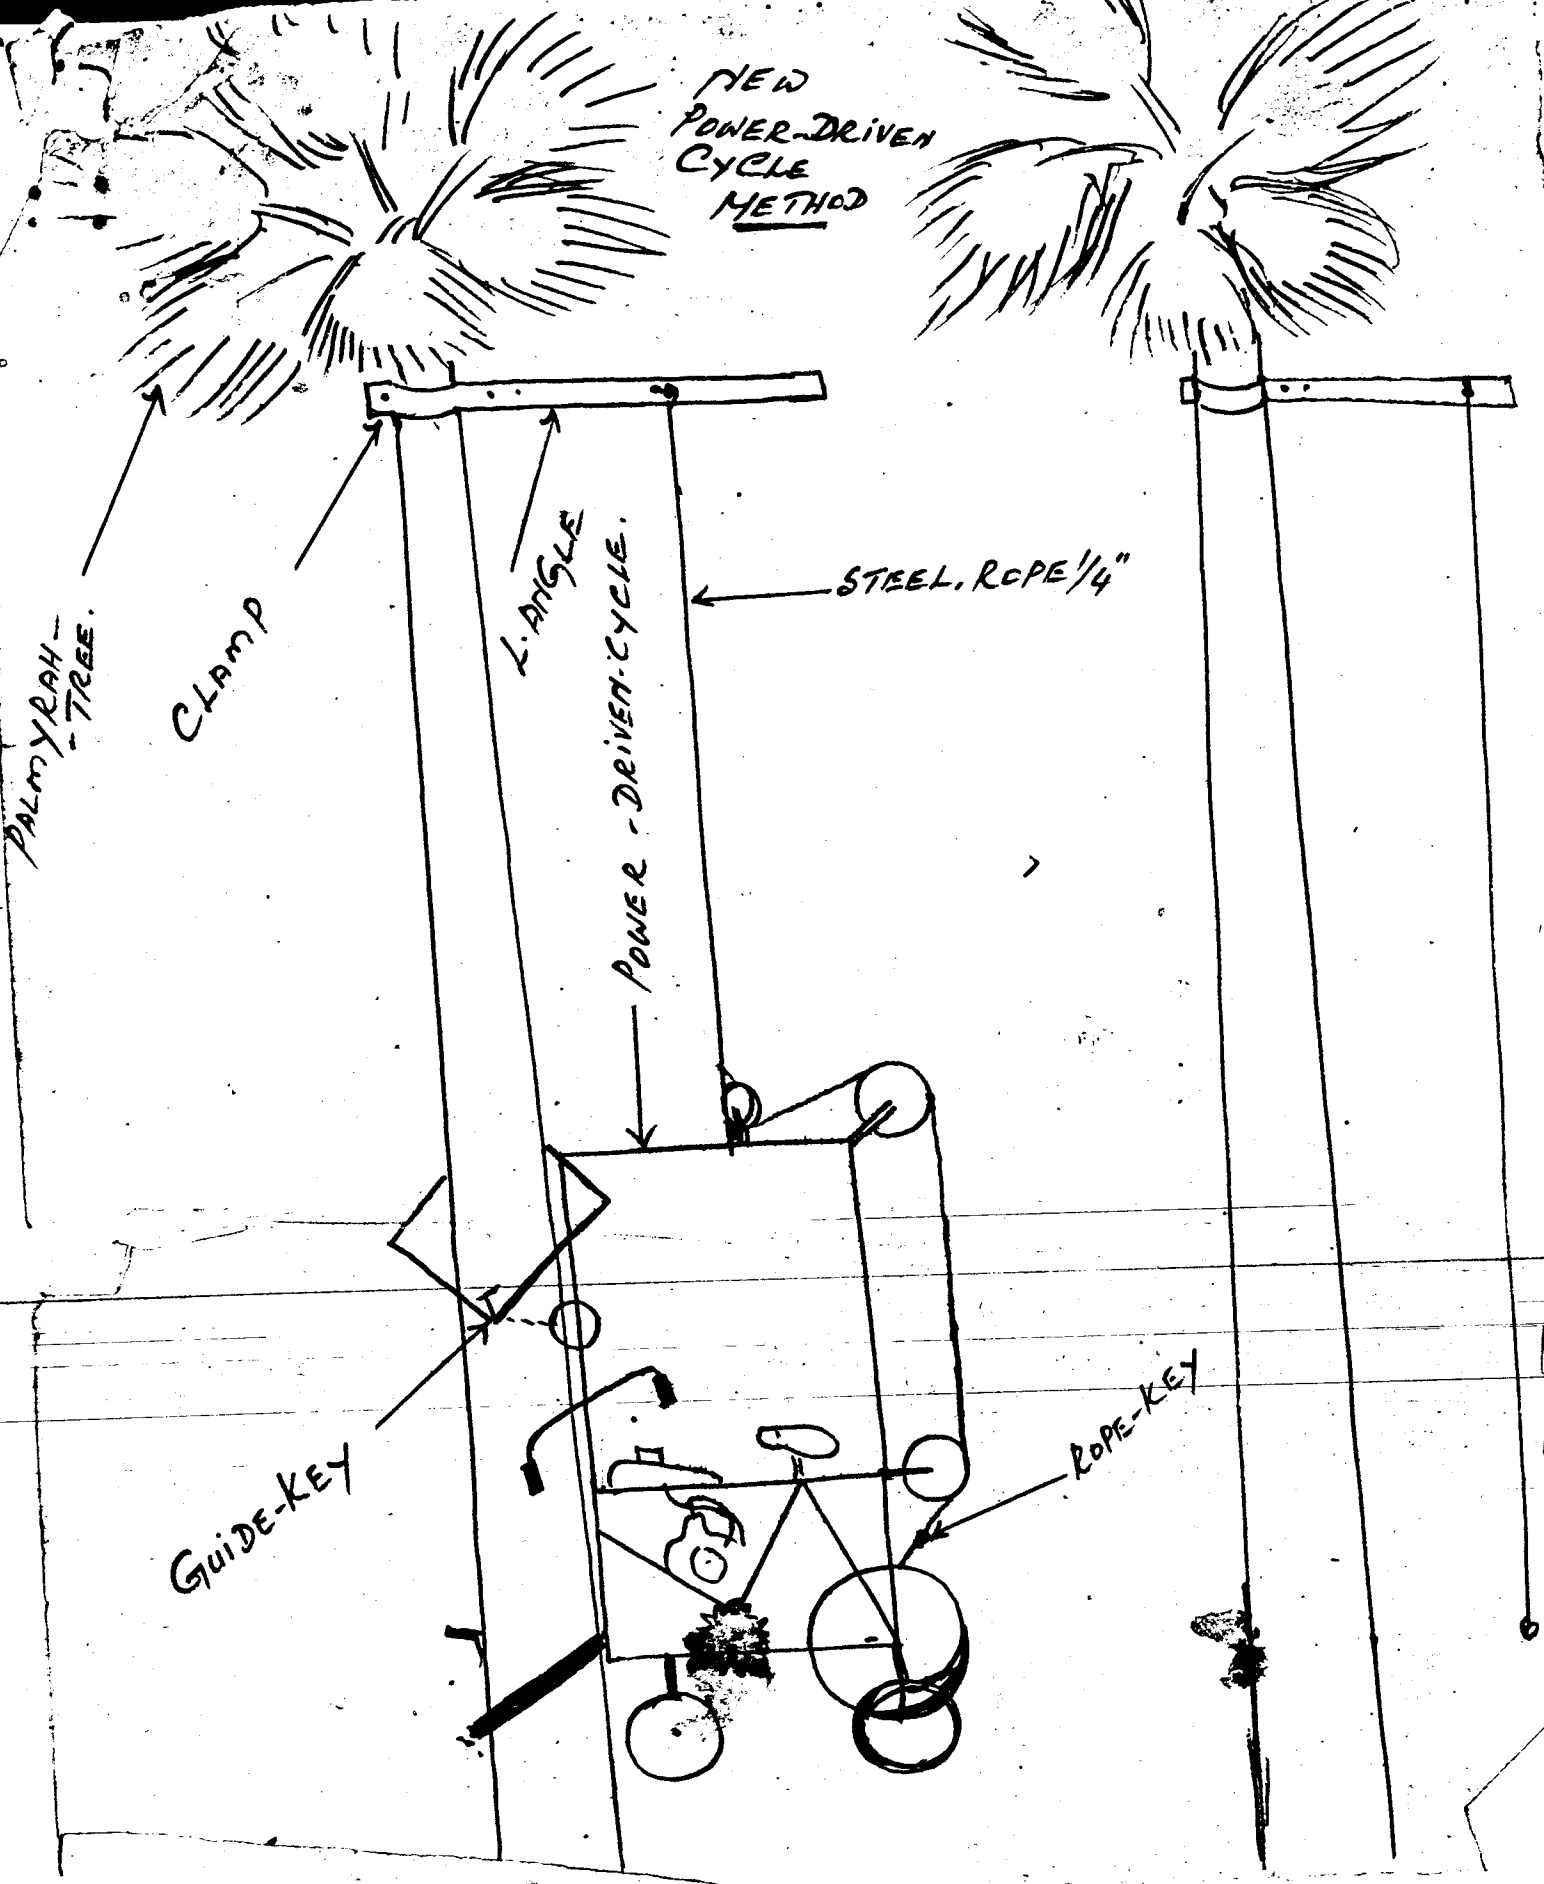 NEW
POWER-DRIVEN
CYCLE
METHOD
STEEL. ROPE 1/4"
L. ANGLE
POWER-DRIVEN-CYCLE.
CLAMP
PALMYRAH-
-TREE.
GUIDE-KEY
ROPE-KEY